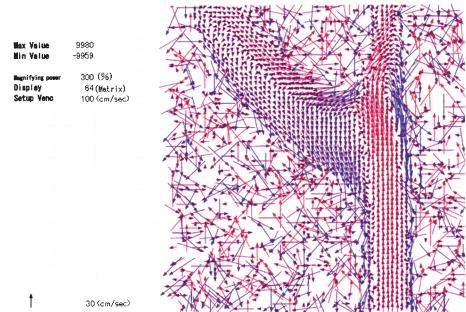 Max Value 9980
Min Value -9959
Magnifying power 300 (%)
Display 64 (Matrix)
Setup Venc 100 (cm/sec)
30 (cm/sec)